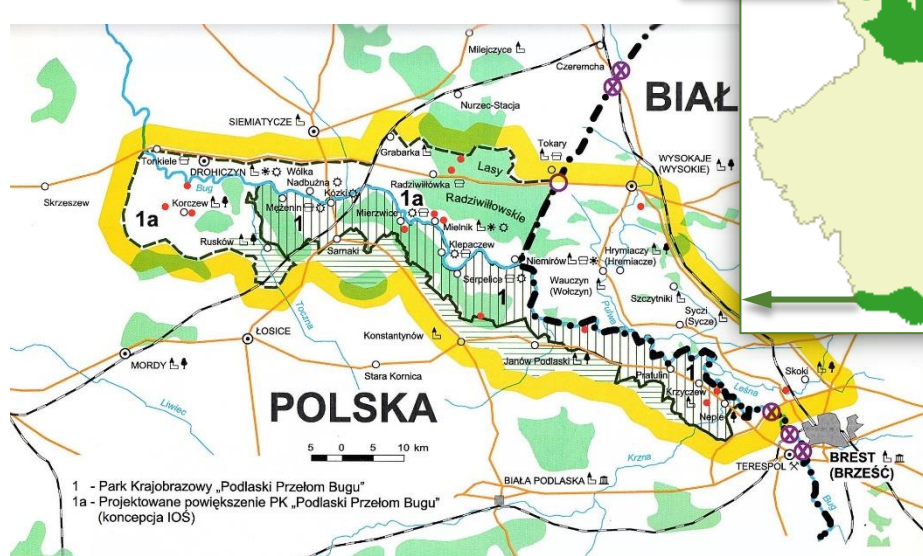 Milejczyce
Czeremcha
BIAŁ
Nurzec-Stacja
SIEMIATYCZE
Tokary
Grabarka
WYSOKAJE
(WYSOKIE)
Tonkiele
DROHICZYN
Wólka
Nadbużna
Lasy
Radziwiłłówka
Bug
Kózki
Skrzeszew
1a
Korczew
Mężenin
1
Mierzwice
1a
Radziwiłłowskie
Mielnik
Rusków
Klepaczew
Hrymiaczy
(Hremiacze)
Sarnaki
Niemirów
Serpelice
1
Wauczyn
(Wołczyn)
Szczytniki
Toczna
Pulwa
Syczi
(Sycze)
Konstantynów
ŁOSICE
Janów Podlaski
MORDY
Stara Kornica
Pratulin
1
Skoki
Leśna
Krzyczew
POLSKA
Neple
Liwiec
5 0 5 10 km
Krzna
BREST
(BRZEŚĆ)
TERESPOL
BIAŁA PODLASKA
Bug
1 - Park Krajobrazowy „Podlaski Przełom Bugu"
1a - Projektowane powiększenie PK „Podlaski Przełom Bugu"
(koncepcja IOŚ)